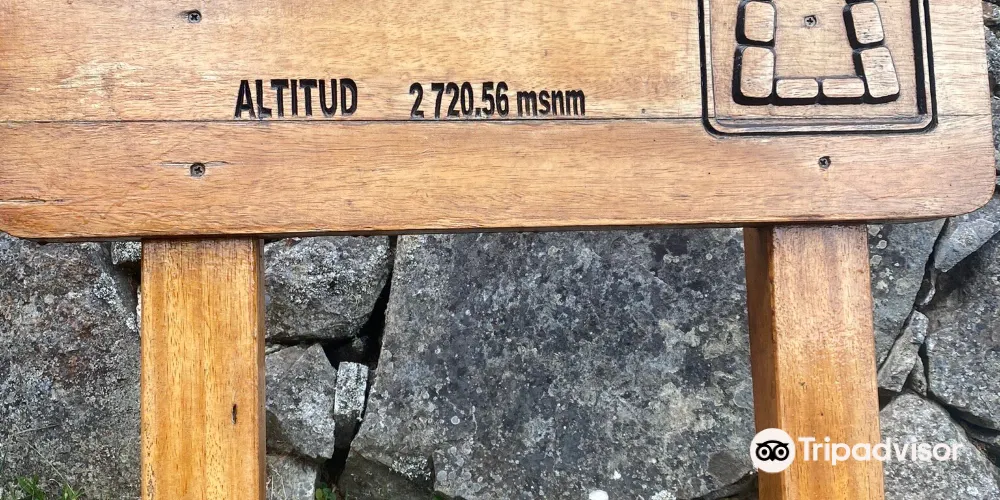 ALTITUD 2 720.56 msnm
Tripadvisor